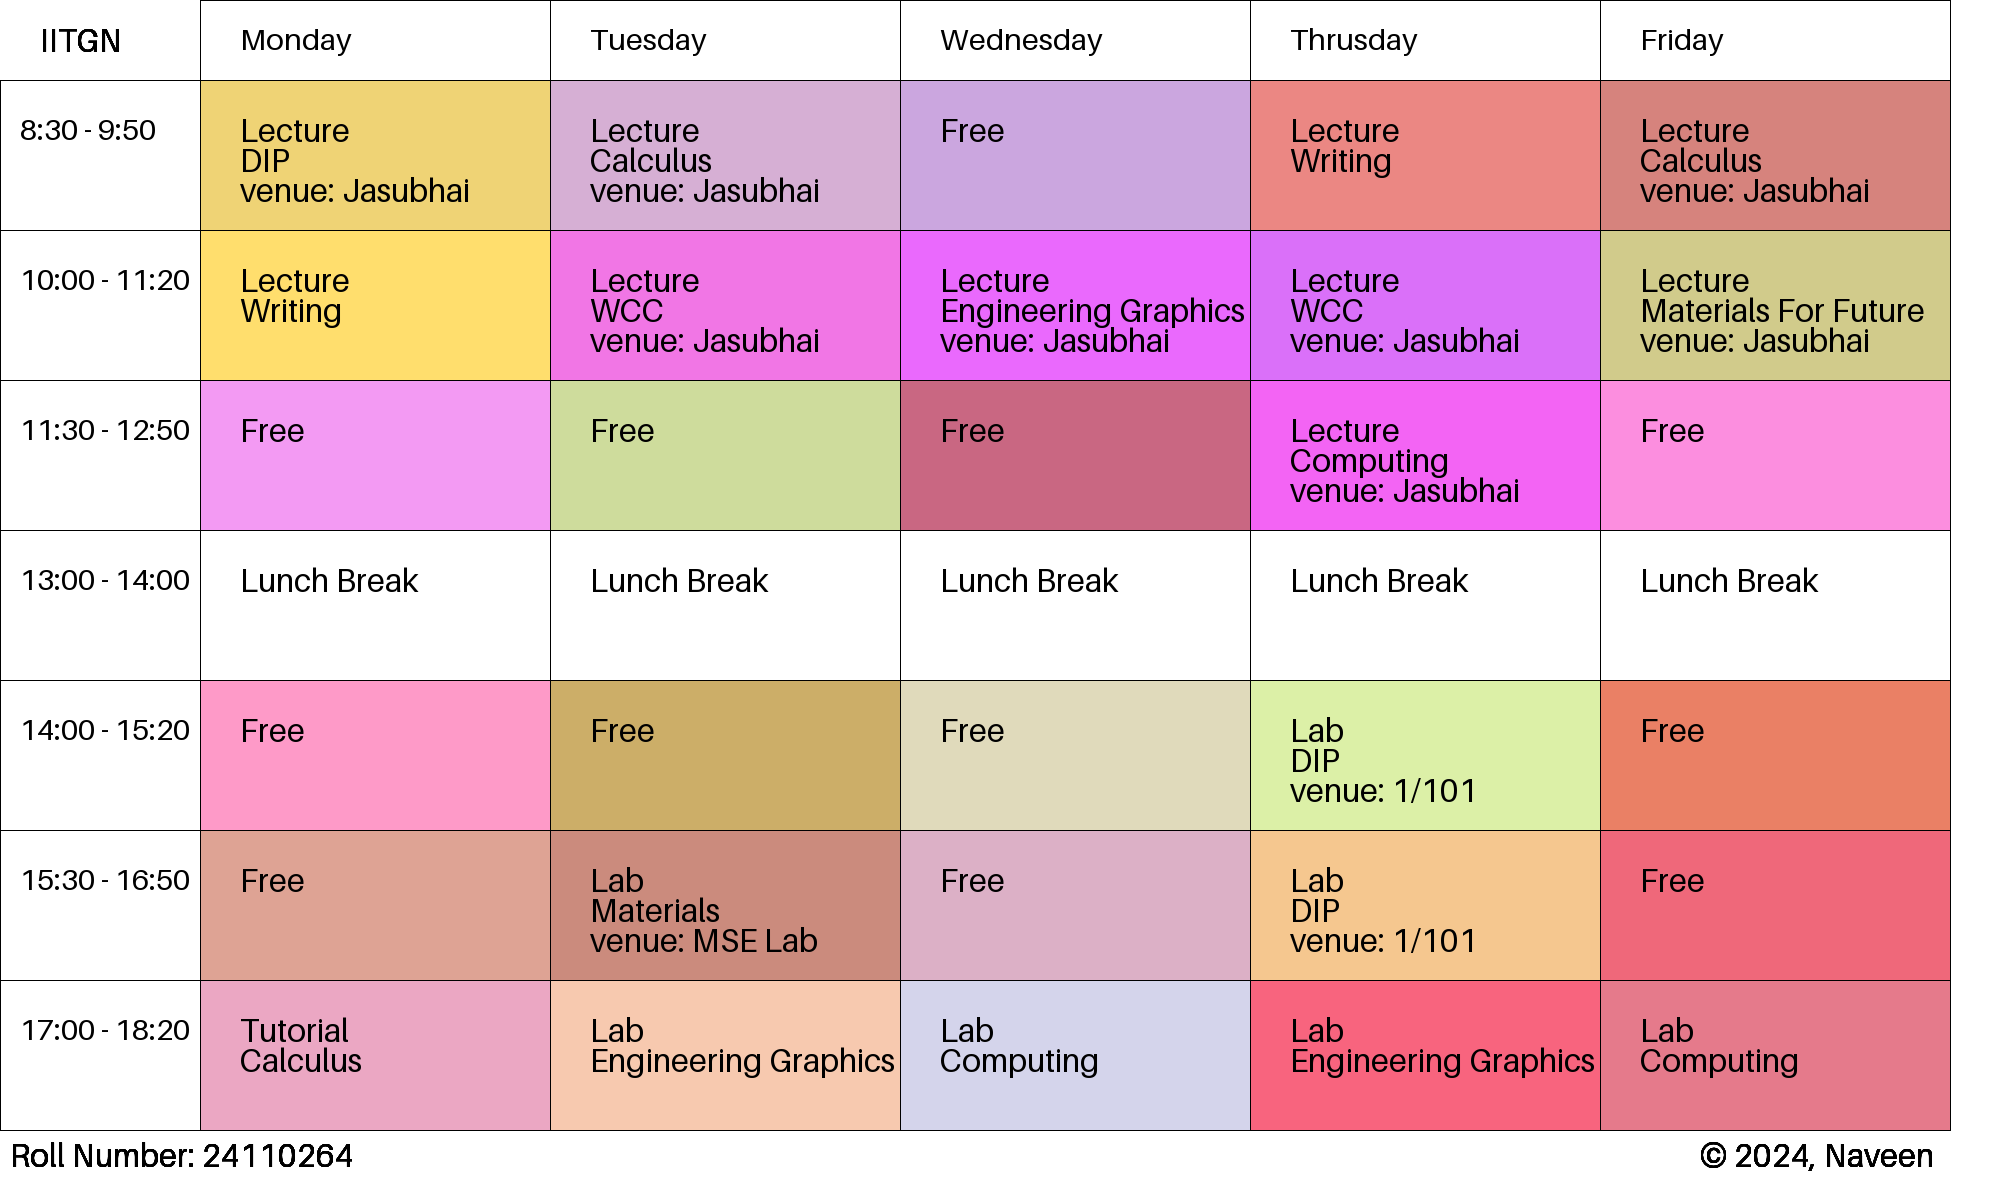 IITGN Monday Tuesday Wednesday Thrusday Friday
8:30 - 9:50
Lecture
DIP
venue: Jasubhai
Lecture
Calculus
venue: Jasubhai
Free
Lecture
Writing
Lecture
Calculus
venue: Jasubhai
10:00 - 11:20
Lecture
Writing
Lecture
WCC
venue: Jasubhai
Lecture
Engineering Graphics
venue: Jasubhai
Lecture
WCC
venue: Jasubhai
Lecture
Materials For Future
venue: Jasubhai
11:30 - 12:50
Free
Free
Free
Lecture
Computing
venue: Jasubhai
Free
13:00 - 14:00
Lunch Break
Lunch Break
Lunch Break
Lunch Break
Lunch Break
14:00 - 15:20
Free
Free
Free
Lab
DIP
venue: 1/101
Free
15:30 - 16:50
Free
Lab
Materials
venue: MSE Lab
Free
Lab
DIP
venue: 1/101
Free
17:00 - 18:20
Tutorial
Calculus
Lab
Engineering Graphics
Lab
Computing
Lab
Engineering Graphics
Lab
Computing
Roll Number: 24110264
© 2024, Naveen